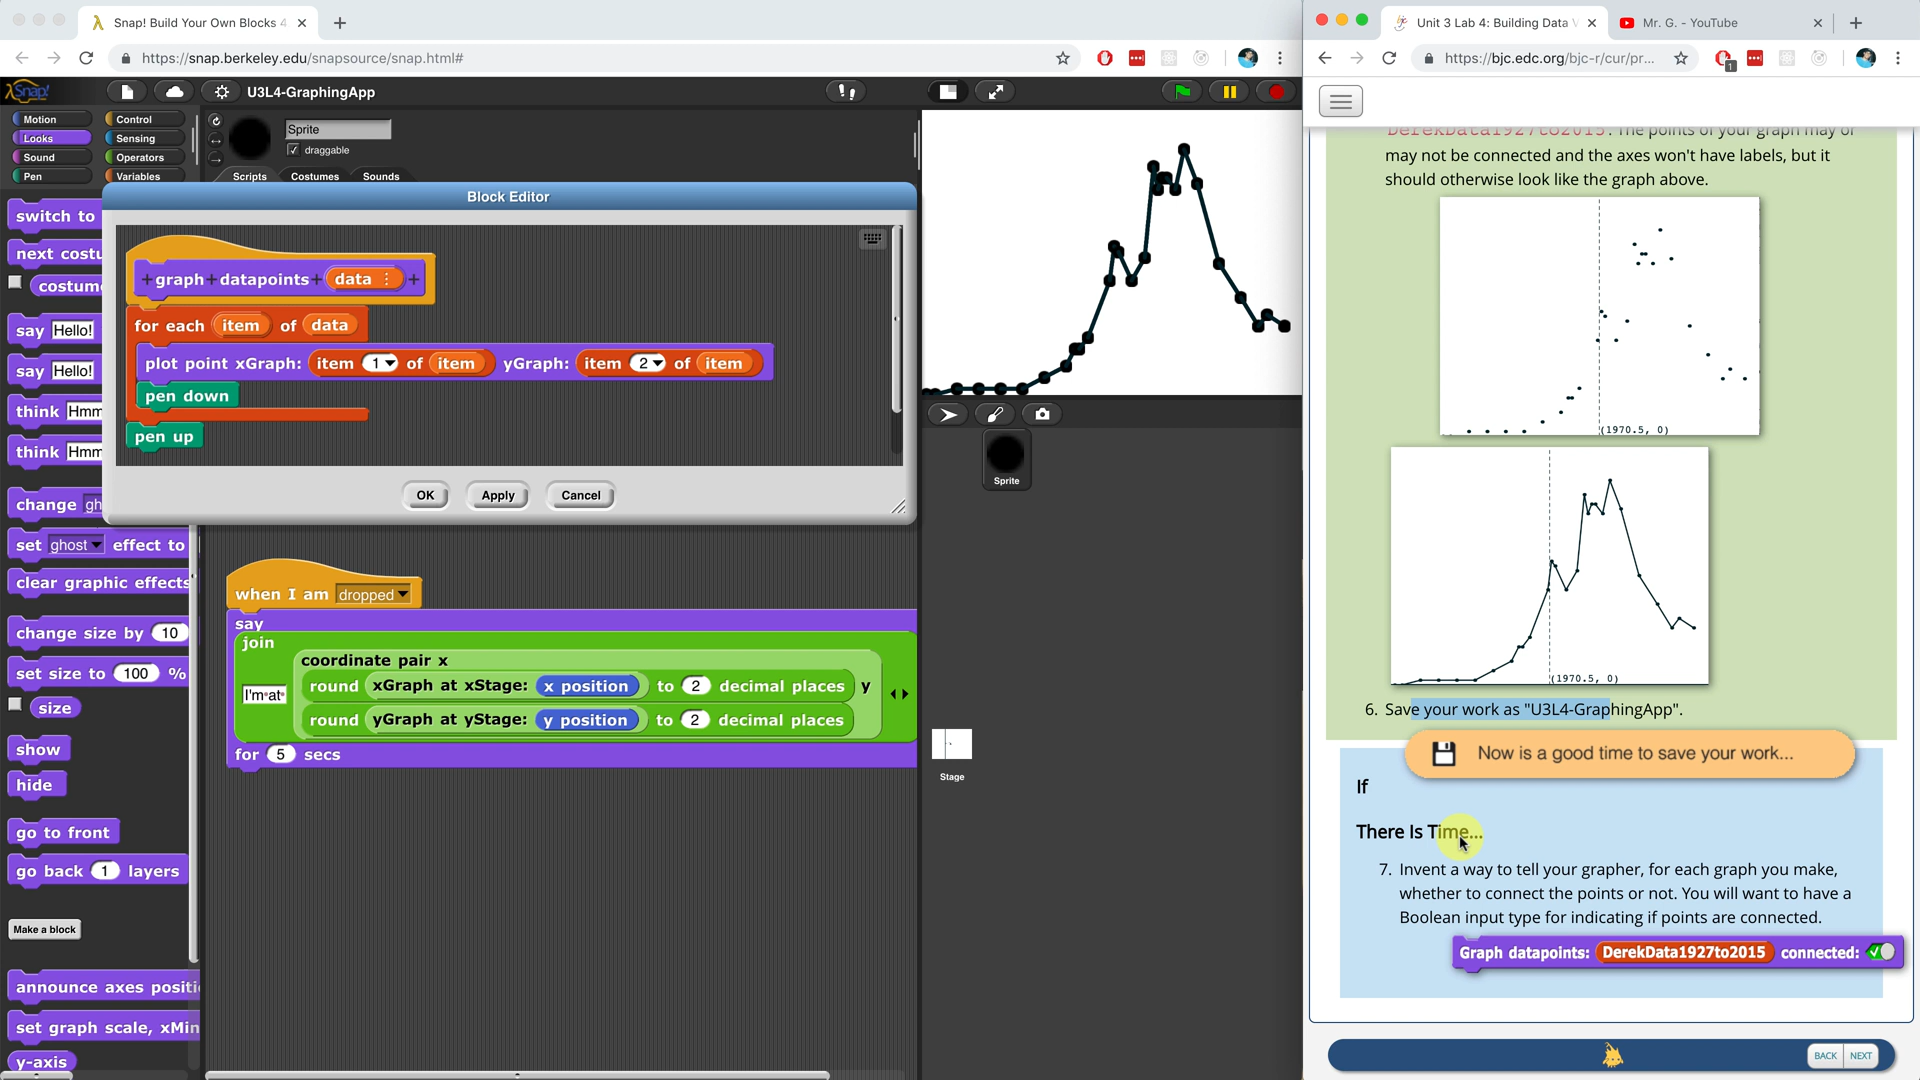 Snap! Build Your Own Blocks 4
https://snap.berkeley.edu/snapsource/snap.html#
Snap!
U3L4-GraphingApp
Motion
Looks
Sound
Pen
Control
Sensing
Operators
Variables
Sprite
draggable
Scripts
Costumes
Sounds
switch to
next costu
costume
say Hello!
say Hello!
think Hmm
think Hmm
change gh
set ghost effect to
clear graphic effects
change size by 10
set size to 100 %
size
show
hide
go to front
go back 1 layers
Make a block
announce axes positi
set graph scale, xMin
y-axis
Block Editor
+ graph + datapoints + data +
for each item of data
plot point xGraph: item 1 of item yGraph: item 2 of item
pen down
pen up
OK
Apply
Cancel
when I am dropped
say
join
I'm at
coordinate pair x
round xGraph at xStage: x position to 2 decimal places y
round yGraph at yStage: y position to 2 decimal places
for 5 secs
Sprite
Stage
Unit 3 Lab 4: Building Data V
Mr. G. - YouTube
https://bjc.edc.org/bjc-r/cur/pr...
1
DerekData1927to2015. The points of your graph may or
may not be connected and the axes won't have labels, but it
should otherwise look like the graph above.
(1970.5, 0)
(1970.5, 0)
6. Save your work as "U3L4-GraphingApp".
Now is a good time to save your work...
If
There Is Time...
7. Invent a way to tell your grapher, for each graph you make,
whether to connect the points or not. You will want to have a
Boolean input type for indicating if points are connected.
Graph datapoints: DerekData1927to2015 connected:
BACK
NEXT